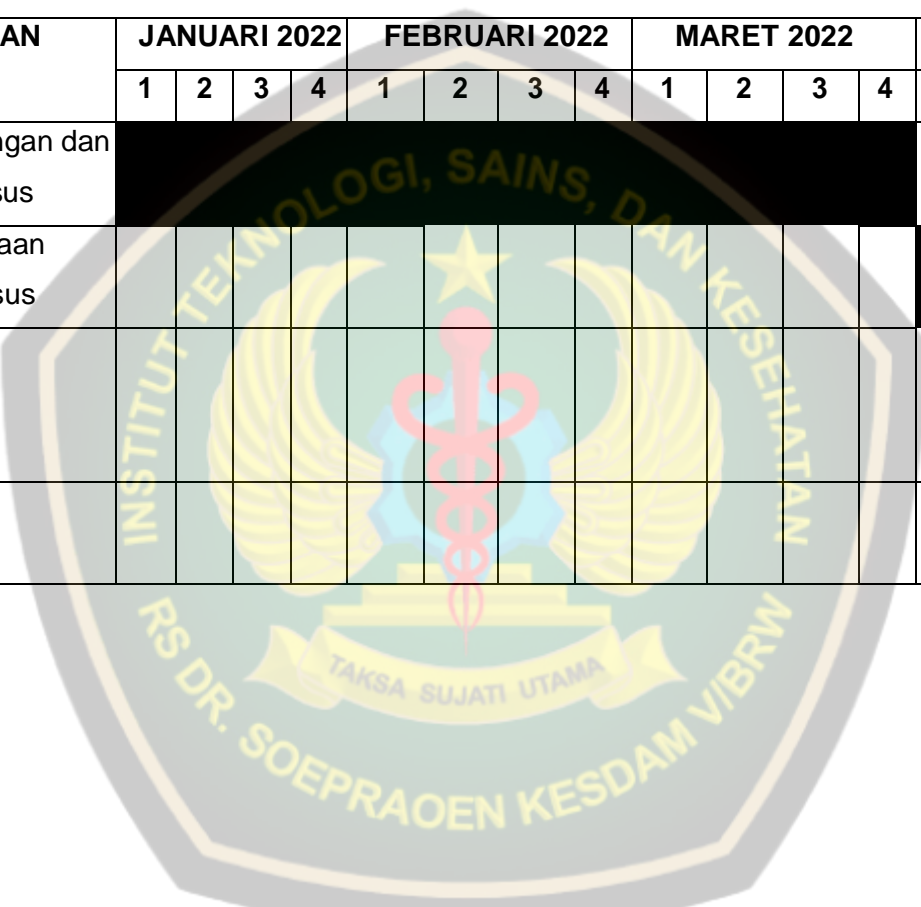 AN JANUARI 2022 FEBRUARI 2022 MARET 2022
1 2 3 4 1 2 3 4 1 2 3 4
ngan dan
sus
aan
sus
INSTITUT TEKNOLOGI, SAINS, DAN KESEHATAN
TAKSA SUJATI UTAMA
RS DR. SOEPRAOEN KESDAM V/BRW